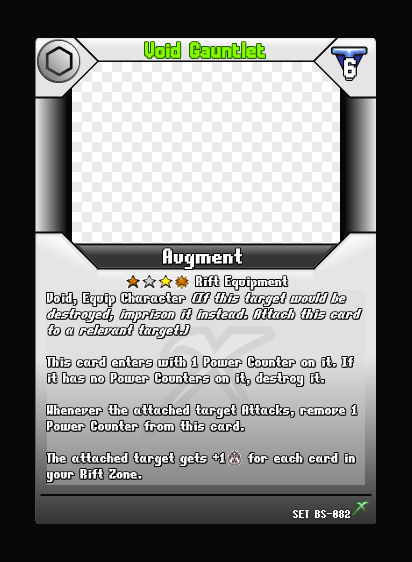 Void Gauntlet
6
Augment
Rift Equipment
Void, Equip Character (If this target would be
destroyed, imprison it instead. Attach this card
to a relevant target.)
This card enters with 1 Power Counter on it. If
it has no Power Counters on it, destroy it.
Whenever the attached target Attacks, remove 1
Power Counter from this card.
The attached target gets +1 for each card in
your Rift Zone.
SET BS-082